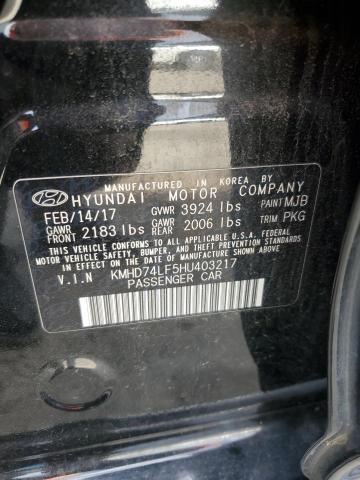 MANUFACTURED IN KOREA BY
HYUNDAI MOTOR COMPANY
FEB/14/17 GVWR 3924 lbs PAINT MJB
GAWR FRONT 2183 lbs GAWR REAR 2006 lbs TRIM PKG
THIS VEHICLE CONFORMS TO ALL APPLICABLE U.S.A. FEDERAL
MOTOR VEHICLE SAFETY, BUMPER, AND THEFT PREVENTION
STANDARDS IN EFFECT ON THE DATE OF MANUFACTURE SHOWN ABOVE.
V.I.N KMHD74LF5HU403217
PASSENGER CAR